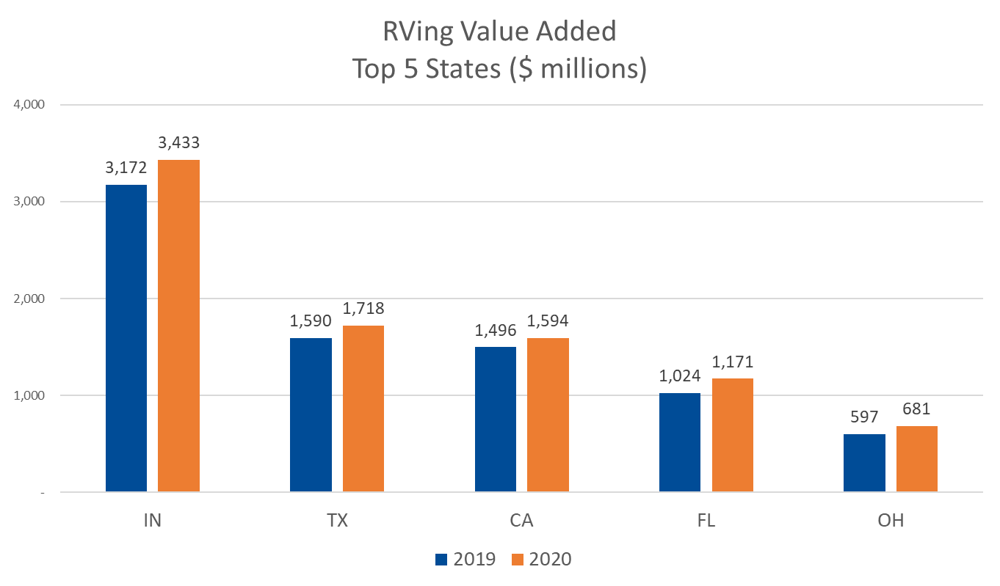 RVing Value Added
Top 5 States ($ millions)
4,000
3,000
2,000
1,000
-
3,172
3,433
1,590
1,718
1,496
1,594
1,024
1,171
597
681
IN
TX
CA
FL
OH
2019
2020